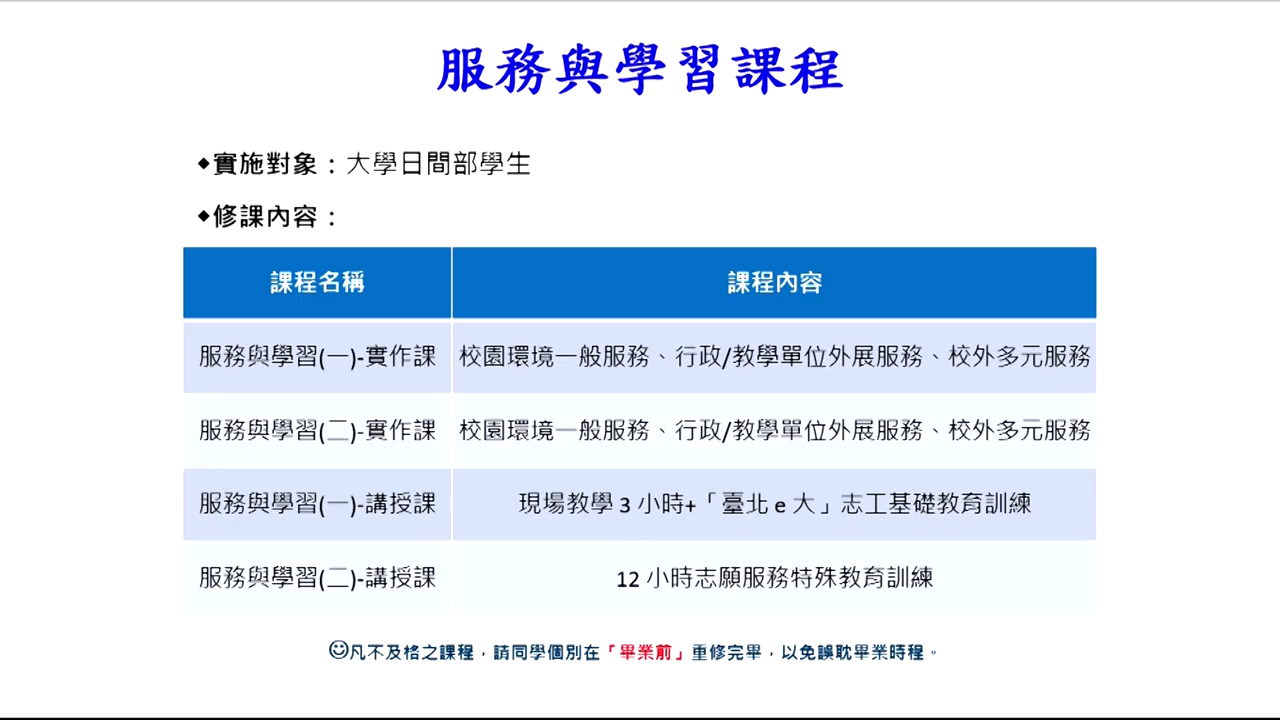 服務與學習課程
◆實施對象：大學日間部學生
◆修課內容：
課程名稱 課程內容
服務與學習(一)-實作課 校園環境一般服務、行政/教學單位外展服務、校外多元服務
服務與學習(二)-實作課 校園環境一般服務、行政/教學單位外展服務、校外多元服務
服務與學習(一)-講授課 現場教學 3 小時+「臺北 e 大」志工基礎教育訓練
服務與學習(二)-講授課 12 小時志願服務特殊教育訓練
☺凡不及格之課程，請同學個別在「畢業前」重修完畢，以免誤耽畢業時程。